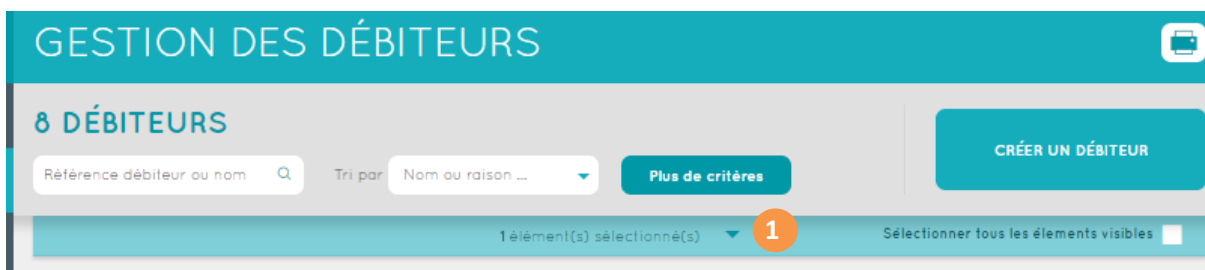 GESTION DES DÉBITEURS
8 DÉBITEURS
CRÉER UN DÉBITEUR
Référence débiteur ou nom
Tri par
Nom ou raison ...
Plus de critères
1 élément(s) sélectionné(s)
1
Sélectionner tous les élements visibles